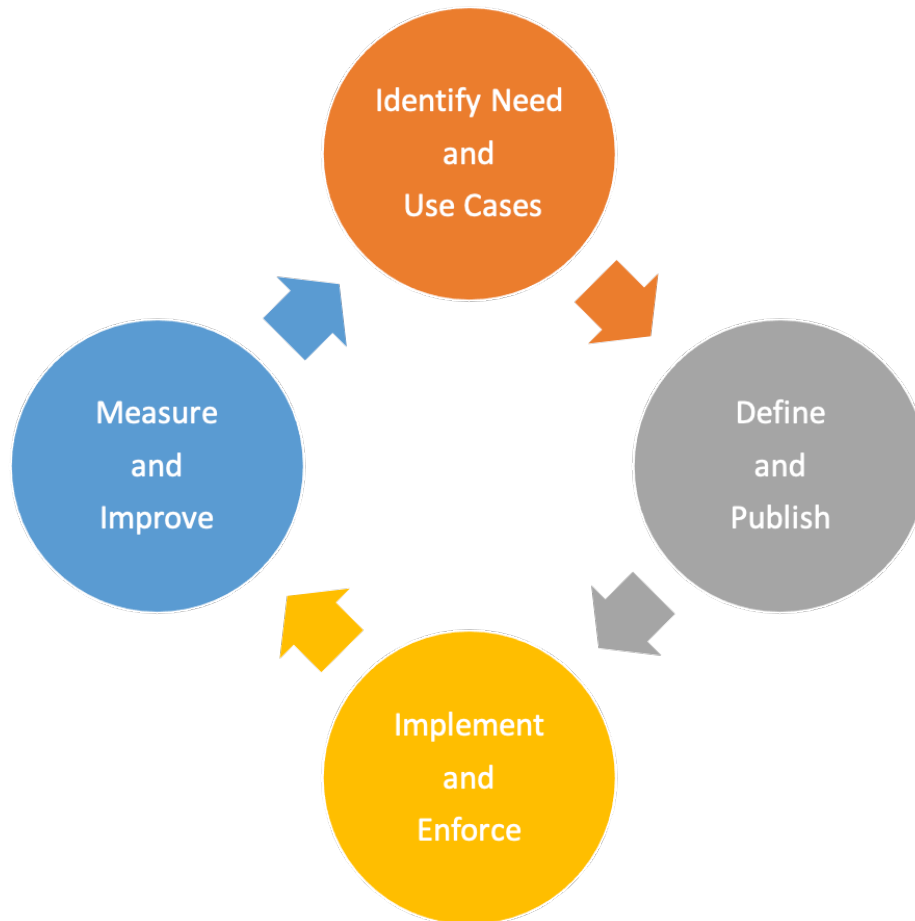 Identify Need
and
Use Cases
Define
and
Publish
Implement
and
Enforce
Measure
and
Improve